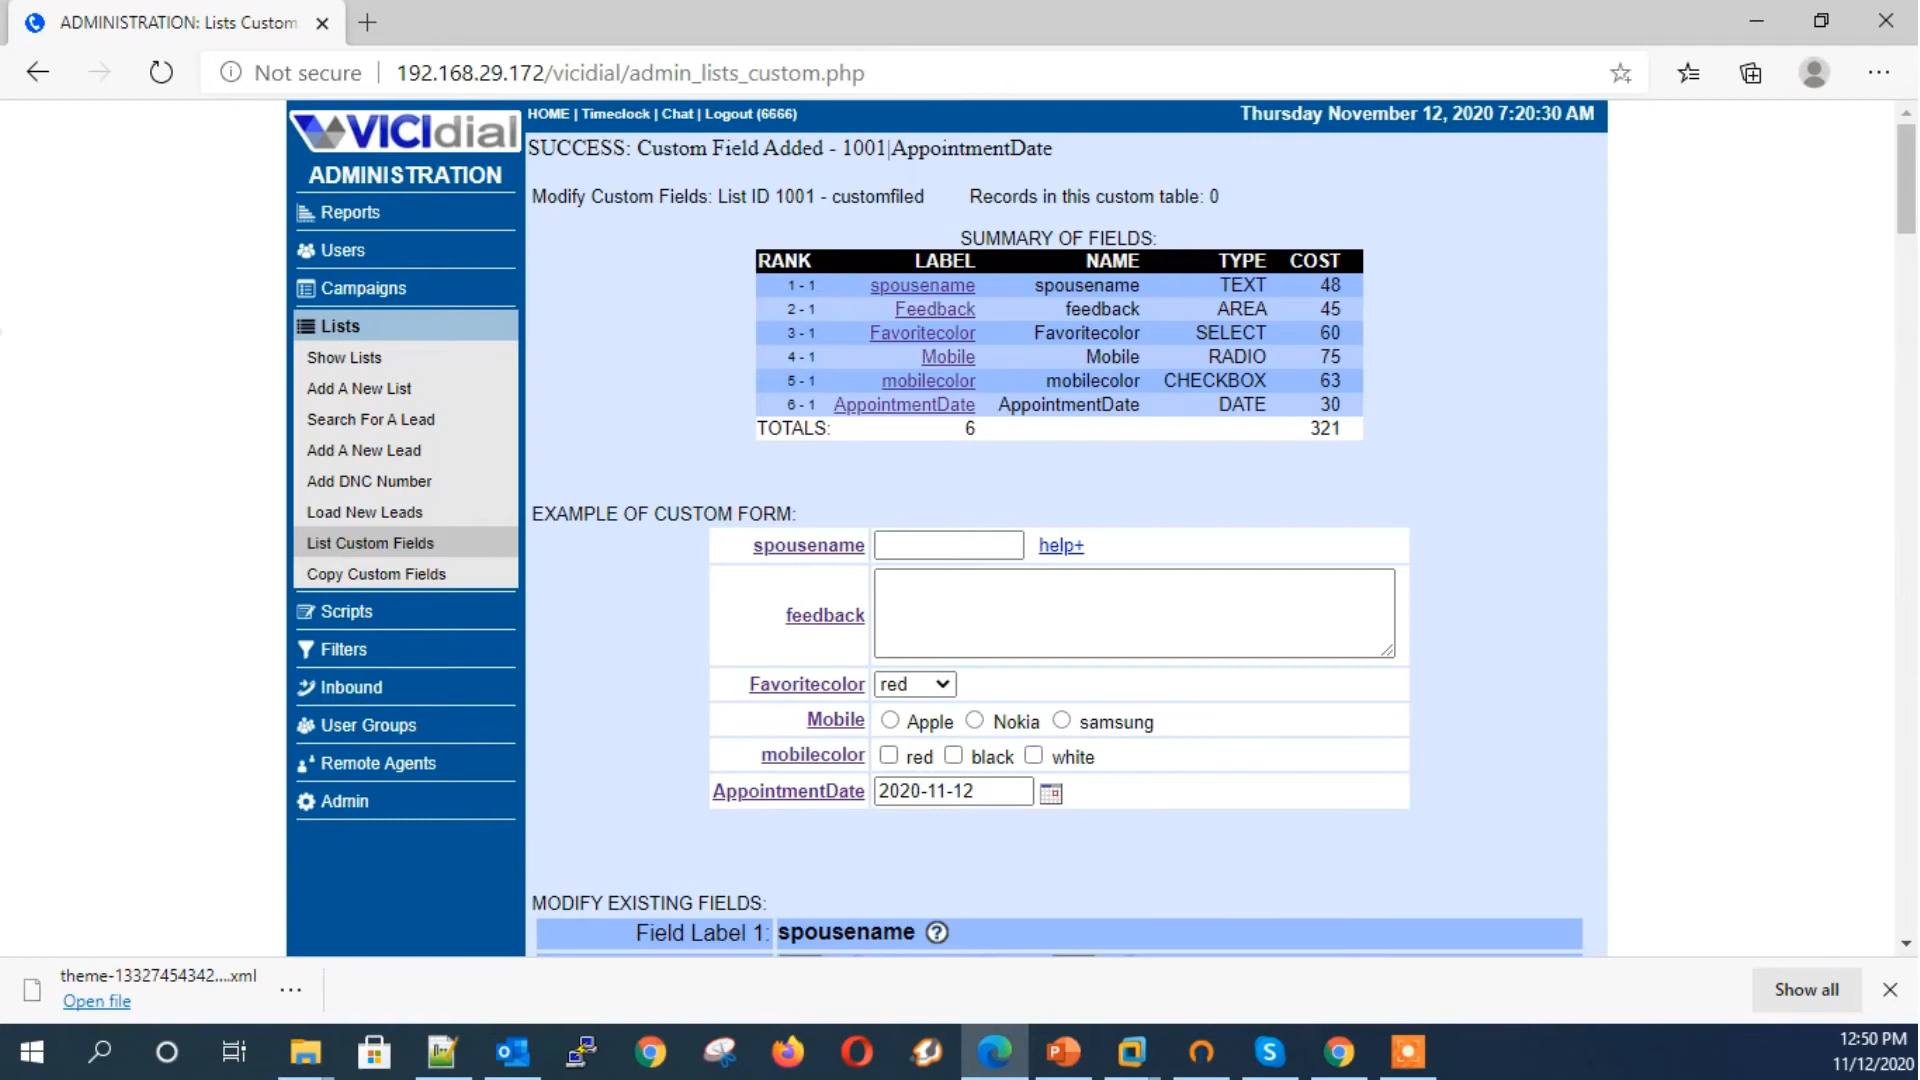 ADMINISTRATION: Lists Custom
Not secure 192.168.29.172/vicidial/admin_lists_custom.php
VICIdial
HOME | Timeclock | Chat | Logout (6666)
Thursday November 12, 2020 7:20:30 AM
SUCCESS: Custom Field Added - 1001|AppointmentDate
ADMINISTRATION
Reports
Users
Campaigns
Lists
Show Lists
Add A New List
Search For A Lead
Add A New Lead
Add DNC Number
Load New Leads
List Custom Fields
Copy Custom Fields
Scripts
Filters
Inbound
User Groups
Remote Agents
Admin
Modify Custom Fields: List ID 1001 - customfiled Records in this custom table: 0
SUMMARY OF FIELDS:
RANK LABEL NAME TYPE COST
1 - 1 spousename spousename TEXT 48
2 - 1 Feedback feedback AREA 45
3 - 1 Favoritecolor Favoritecolor SELECT 60
4 - 1 Mobile Mobile RADIO 75
5 - 1 mobilecolor mobilecolor CHECKBOX 63
6 - 1 AppointmentDate AppointmentDate DATE 30
TOTALS: 6 321
EXAMPLE OF CUSTOM FORM:
spousename help+
feedback
Favoritecolor red
Mobile Apple Nokia samsung
mobilecolor red black white
AppointmentDate 2020-11-12
MODIFY EXISTING FIELDS:
Field Label 1: spousename ?
theme-13327454342....xml
Open file
Show all
12:50 PM
11/12/2020